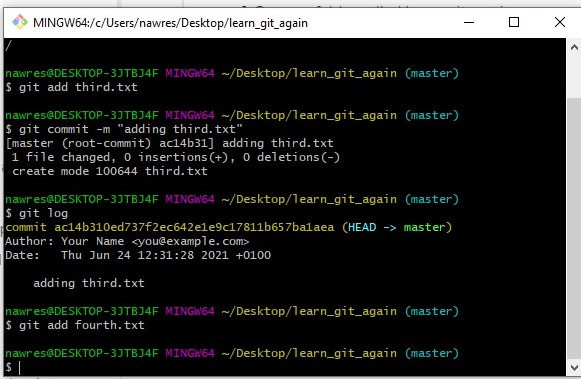 MINGW64:/c/Users/nawres/Desktop/learn_git_again
/
nawres@DESKTOP-3JTBJ4F MINGW64 ~/Desktop/learn_git_again (master)
$ git add third.txt
nawres@DESKTOP-3JTBJ4F MINGW64 ~/Desktop/learn_git_again (master)
$ git commit -m "adding third.txt"
[master (root-commit) ac14b31] adding third.txt
 1 file changed, 0 insertions(+), 0 deletions(-)
 create mode 100644 third.txt
nawres@DESKTOP-3JTBJ4F MINGW64 ~/Desktop/learn_git_again (master)
$ git log
commit ac14b310ed737f2ec642e1e9c17811b657ba1aea (HEAD -> master)
Author: Your Name <you@example.com>
Date:   Thu Jun 24 12:31:28 2021 +0100
    adding third.txt
nawres@DESKTOP-3JTBJ4F MINGW64 ~/Desktop/learn_git_again (master)
$ git add fourth.txt
nawres@DESKTOP-3JTBJ4F MINGW64 ~/Desktop/learn_git_again (master)
$